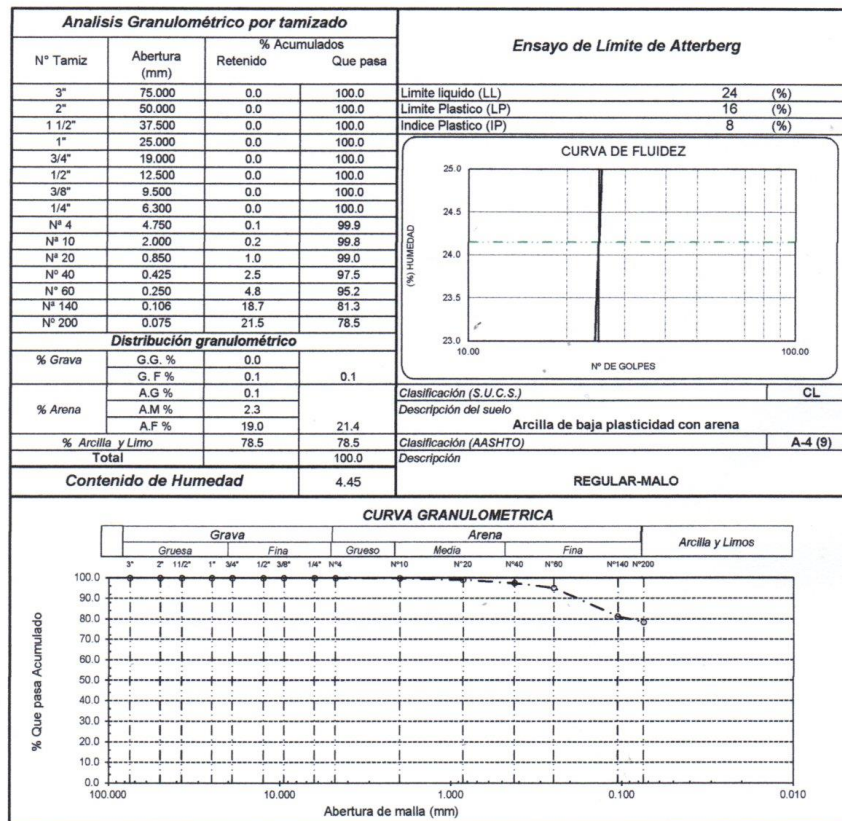 Analisis Granulométrico por tamizado
N° Tamiz Abertura (mm) % Acumulados
Retenido Que pasa
3" 75.000 0.0 100.0
2" 50.000 0.0 100.0
1 1/2" 37.500 0.0 100.0
1" 25.000 0.0 100.0
3/4" 19.000 0.0 100.0
1/2" 12.500 0.0 100.0
3/8" 9.500 0.0 100.0
1/4" 6.300 0.0 100.0
Nª 4 4.750 0.1 99.9
Nª 10 2.000 0.2 99.8
Nª 20 0.850 1.0 99.0
Nº 40 0.425 2.5 97.5
N° 60 0.250 4.8 95.2
Nª 140 0.106 18.7 81.3
Nº 200 0.075 21.5 78.5
Distribución granulométrico
% Grava G.G. % 0.0
G. F % 0.1 0.1
% Arena A.G % 0.1
A.M % 2.3
A.F % 19.0 21.4
% Arcilla y Limo 78.5 78.5
Total 100.0
Contenido de Humedad 4.45
Ensayo de Límite de Atterberg
Limite liquido (LL) 24 (%)
Limite Plastico (LP) 16 (%)
Indice Plastico (IP) 8 (%)
CURVA DE FLUIDEZ
(%) HUMEDAD
25.0
24.5
24.0
23.5
23.0
10.00 100.00
Nº DE GOLPES
Clasificación (S.U.C.S.) CL
Descripción del suelo
Arcilla de baja plasticidad con arena
Clasificación (AASHTO) A-4 (9)
Descripción
REGULAR-MALO
CURVA GRANULOMETRICA
Grava Arena Arcilla y Limos
Gruesa Fina Grueso Media Fina
3" 2" 11/2" 1" 3/4" 1/2" 3/8" 1/4" N°4 N°10 N°20 N°40 N°60 N°140 N°200
% Que pasa Acumulado
100.0
90.0
80.0
70.0
60.0
50.0
40.0
30.0
20.0
10.0
0.0
100.000 10.000 1.000 0.100 0.010
Abertura de malla (mm)